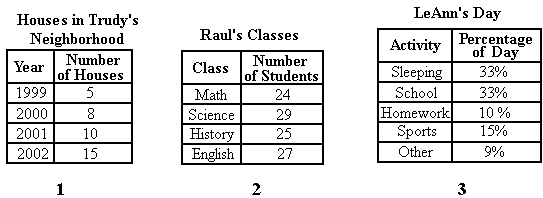 Houses in Trudy's
Neighborhood
Year Number of Houses
1999 5
2000 8
2001 10
2002 15
1
Raul's Classes
Class Number of Students
Math 24
Science 29
History 25
English 27
2
LeAnn's Day
Activity Percentage of Day
Sleeping 33%
School 33%
Homework 10 %
Sports 15%
Other 9%
3